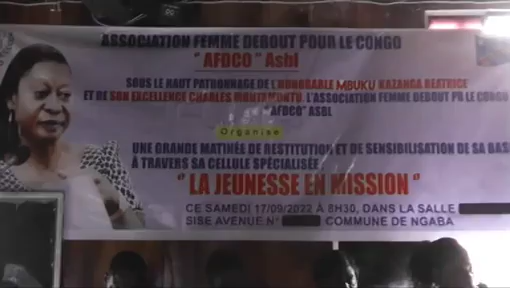 ASSOCIATION FEMME DEBOUT POUR LE CONGO
" AFDCO " Asbl
SOUS LE HAUT PATRONNAGE DE L'HONORABLE MBUKU KAZANGA BEATRICE
ET DE SON EXCELLENCE CHARLES L'ASSOCIATION FEMME DEBOUT PR LE CONGO
"AFDCO" ASBL
Organise
UNE GRANDE MATINÉE DE RESTITUTION ET DE SENSIBILISATION DE SA BAS
À TRAVERS SA CELLULE SPÉCIALISÉE
" LA JEUNESSE EN MISSION "
CE SAMEDI 17/09/2022 À 8H30, DANS LA SALLE
SISE AVENUE N° COMMUNE DE NGABA